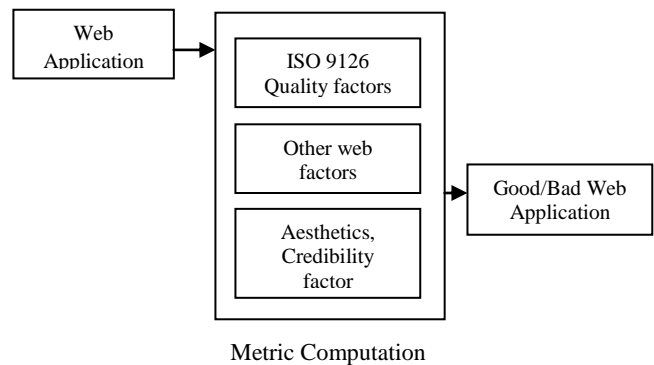 Web
Application
ISO 9126
Quality factors
Other web
factors
Aesthetics,
Credibility
factor
Good/Bad Web
Application
Metric Computation